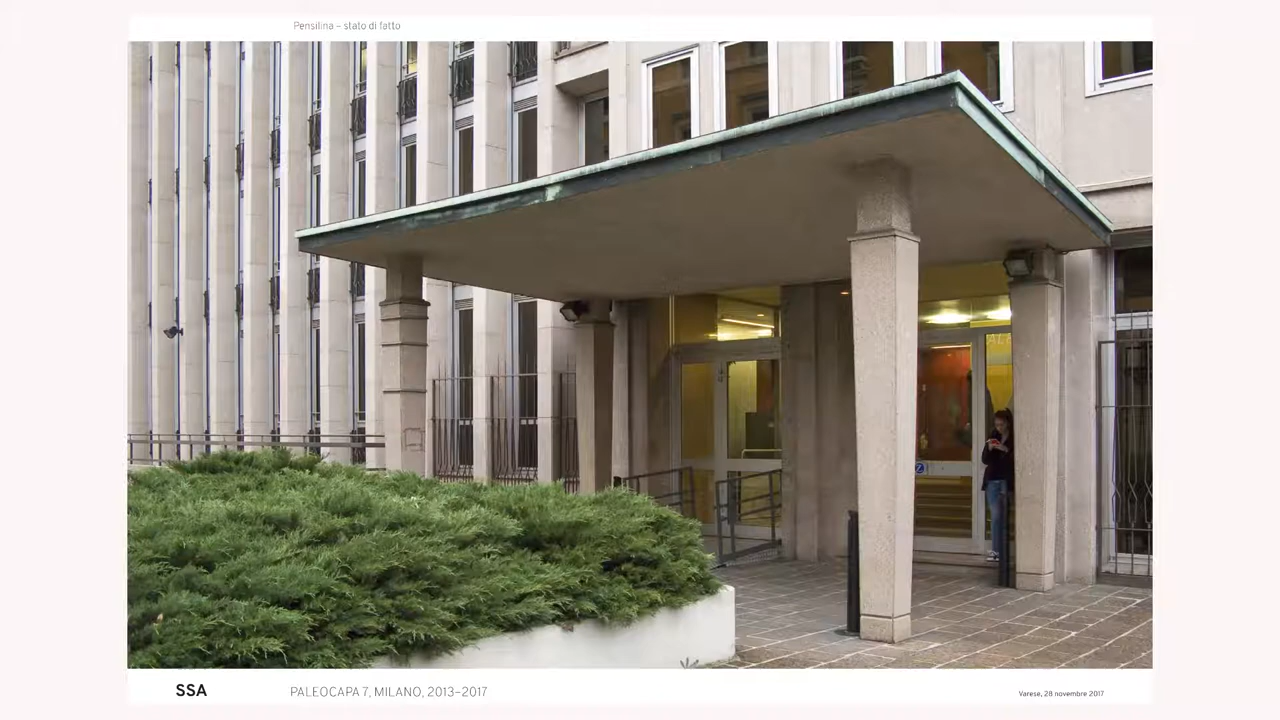 Pensilina – stato di fatto
SSA
PALEOCAPA 7, MILANO, 2013–2017
Varese, 28 novembre 2017